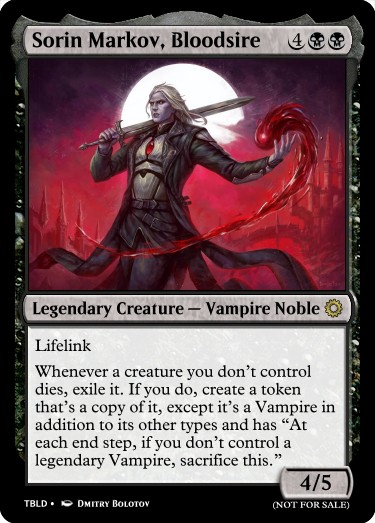 Sorin Markov, Bloodsire 4
Legendary Creature — Vampire Noble
Lifelink
Whenever a creature you don't control
dies, exile it. If you do, create a token
that's a copy of it, except it's a Vampire in
addition to its other types and has “At
each end step, if you don't control a
legendary Vampire, sacrifice this.”
4/5
TBLD • Dmitry Bolotov
(NOT FOR SALE)